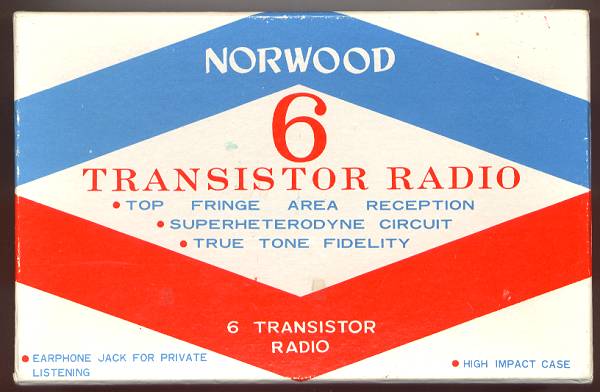 NORWOOD
6
TRANSISTOR RADIO
• TOP FRINGE AREA RECEPTION
• SUPERHETERODYNE CIRCUIT
• TRUE TONE FIDELITY
6 TRANSISTOR
RADIO
• EARPHONE JACK FOR PRIVATE
LISTENING
• HIGH IMPACT CASE